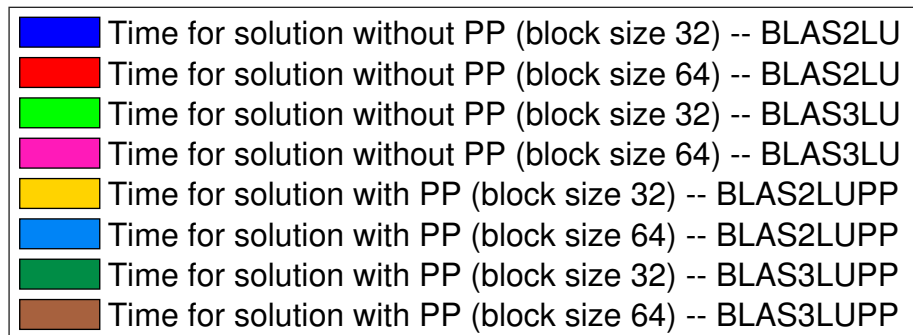 Time for solution without PP (block size 32) -- BLAS2LU
Time for solution without PP (block size 64) -- BLAS2LU
Time for solution without PP (block size 32) -- BLAS3LU
Time for solution without PP (block size 64) -- BLAS3LU
Time for solution with PP (block size 32) -- BLAS2LUPP
Time for solution with PP (block size 64) -- BLAS2LUPP
Time for solution with PP (block size 32) -- BLAS3LUPP
Time for solution with PP (block size 64) -- BLAS3LUPP